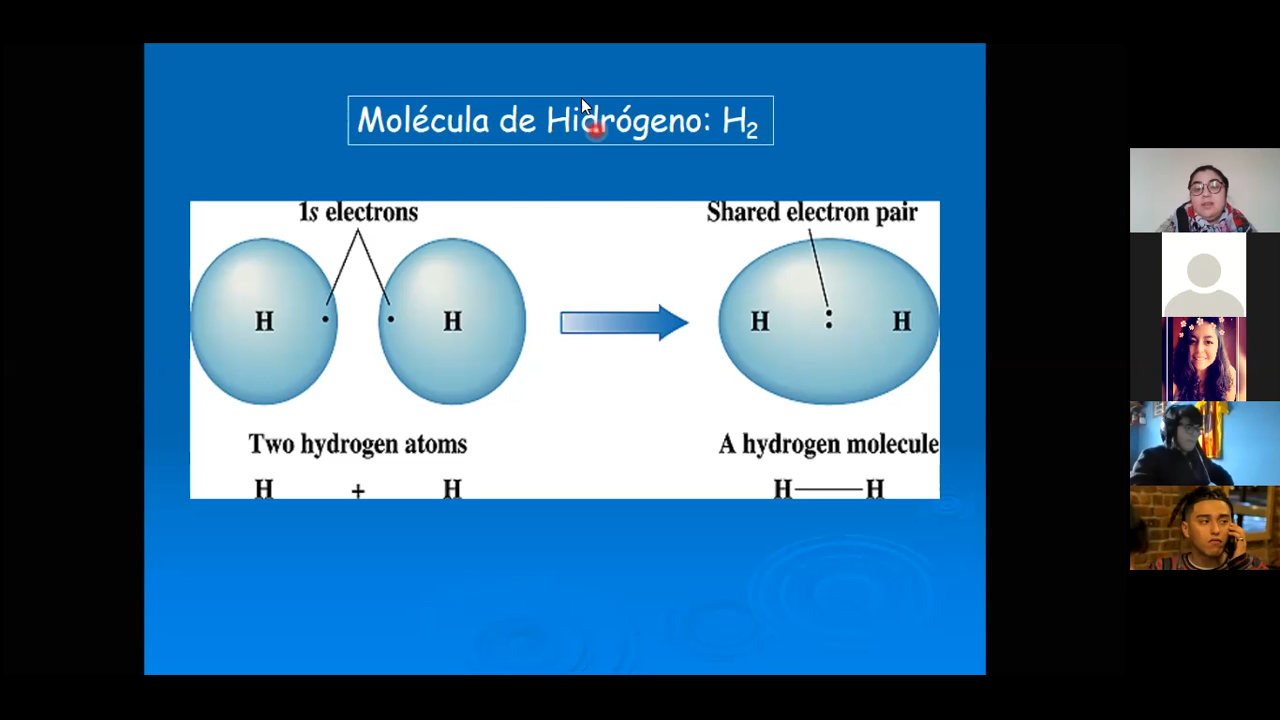 Molécula de Hidrógeno: H₂
1s electrons
Shared electron pair
H
H
H
H
Two hydrogen atoms
A hydrogen molecule
H + H
H—H